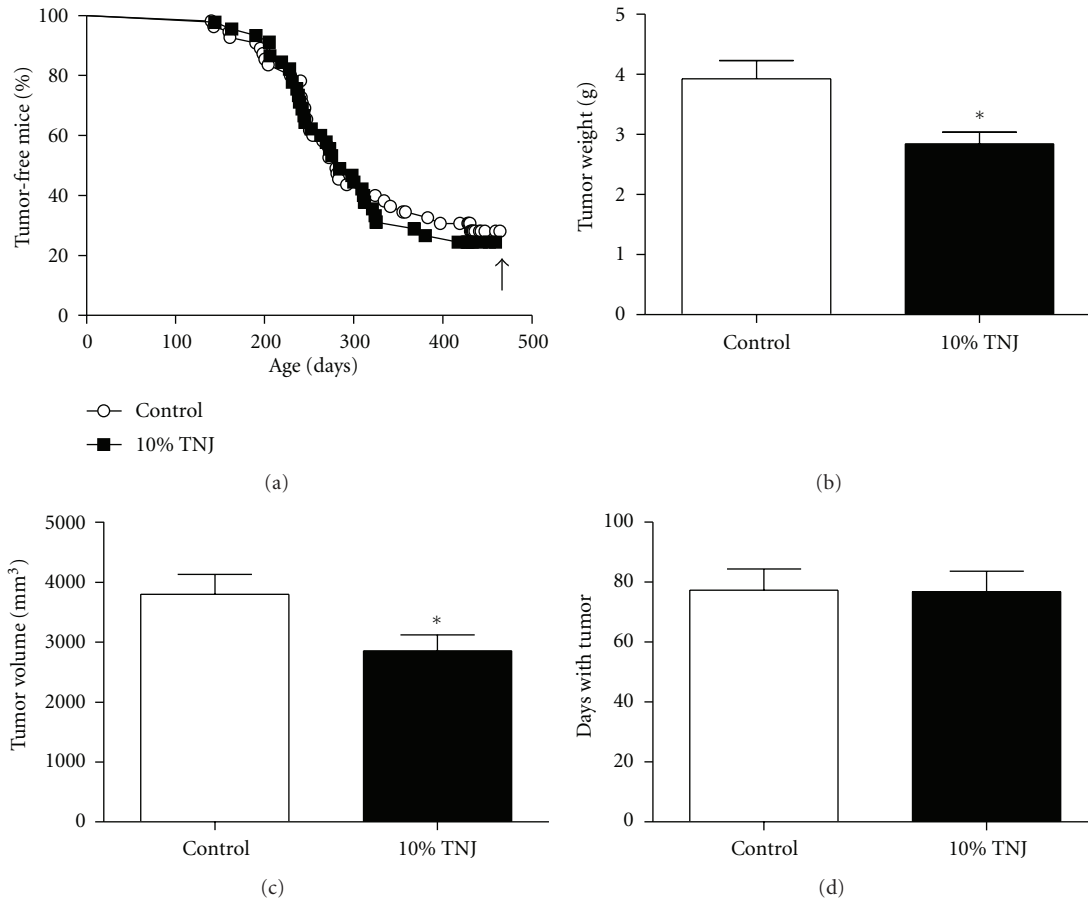 100
80
60
40
20
0
Tumor-free mice (%)
0 100 200 300 400 500
Age (days)
Control
10% TNJ
(a)
5
4
3
2
1
0
Tumor weight (g)
*
Control 10% TNJ
(b)
5000
4000
3000
2000
1000
0
Tumor volume (mm³)
*
Control 10% TNJ
(c)
100
80
60
40
20
0
Days with tumor
Control 10% TNJ
(d)